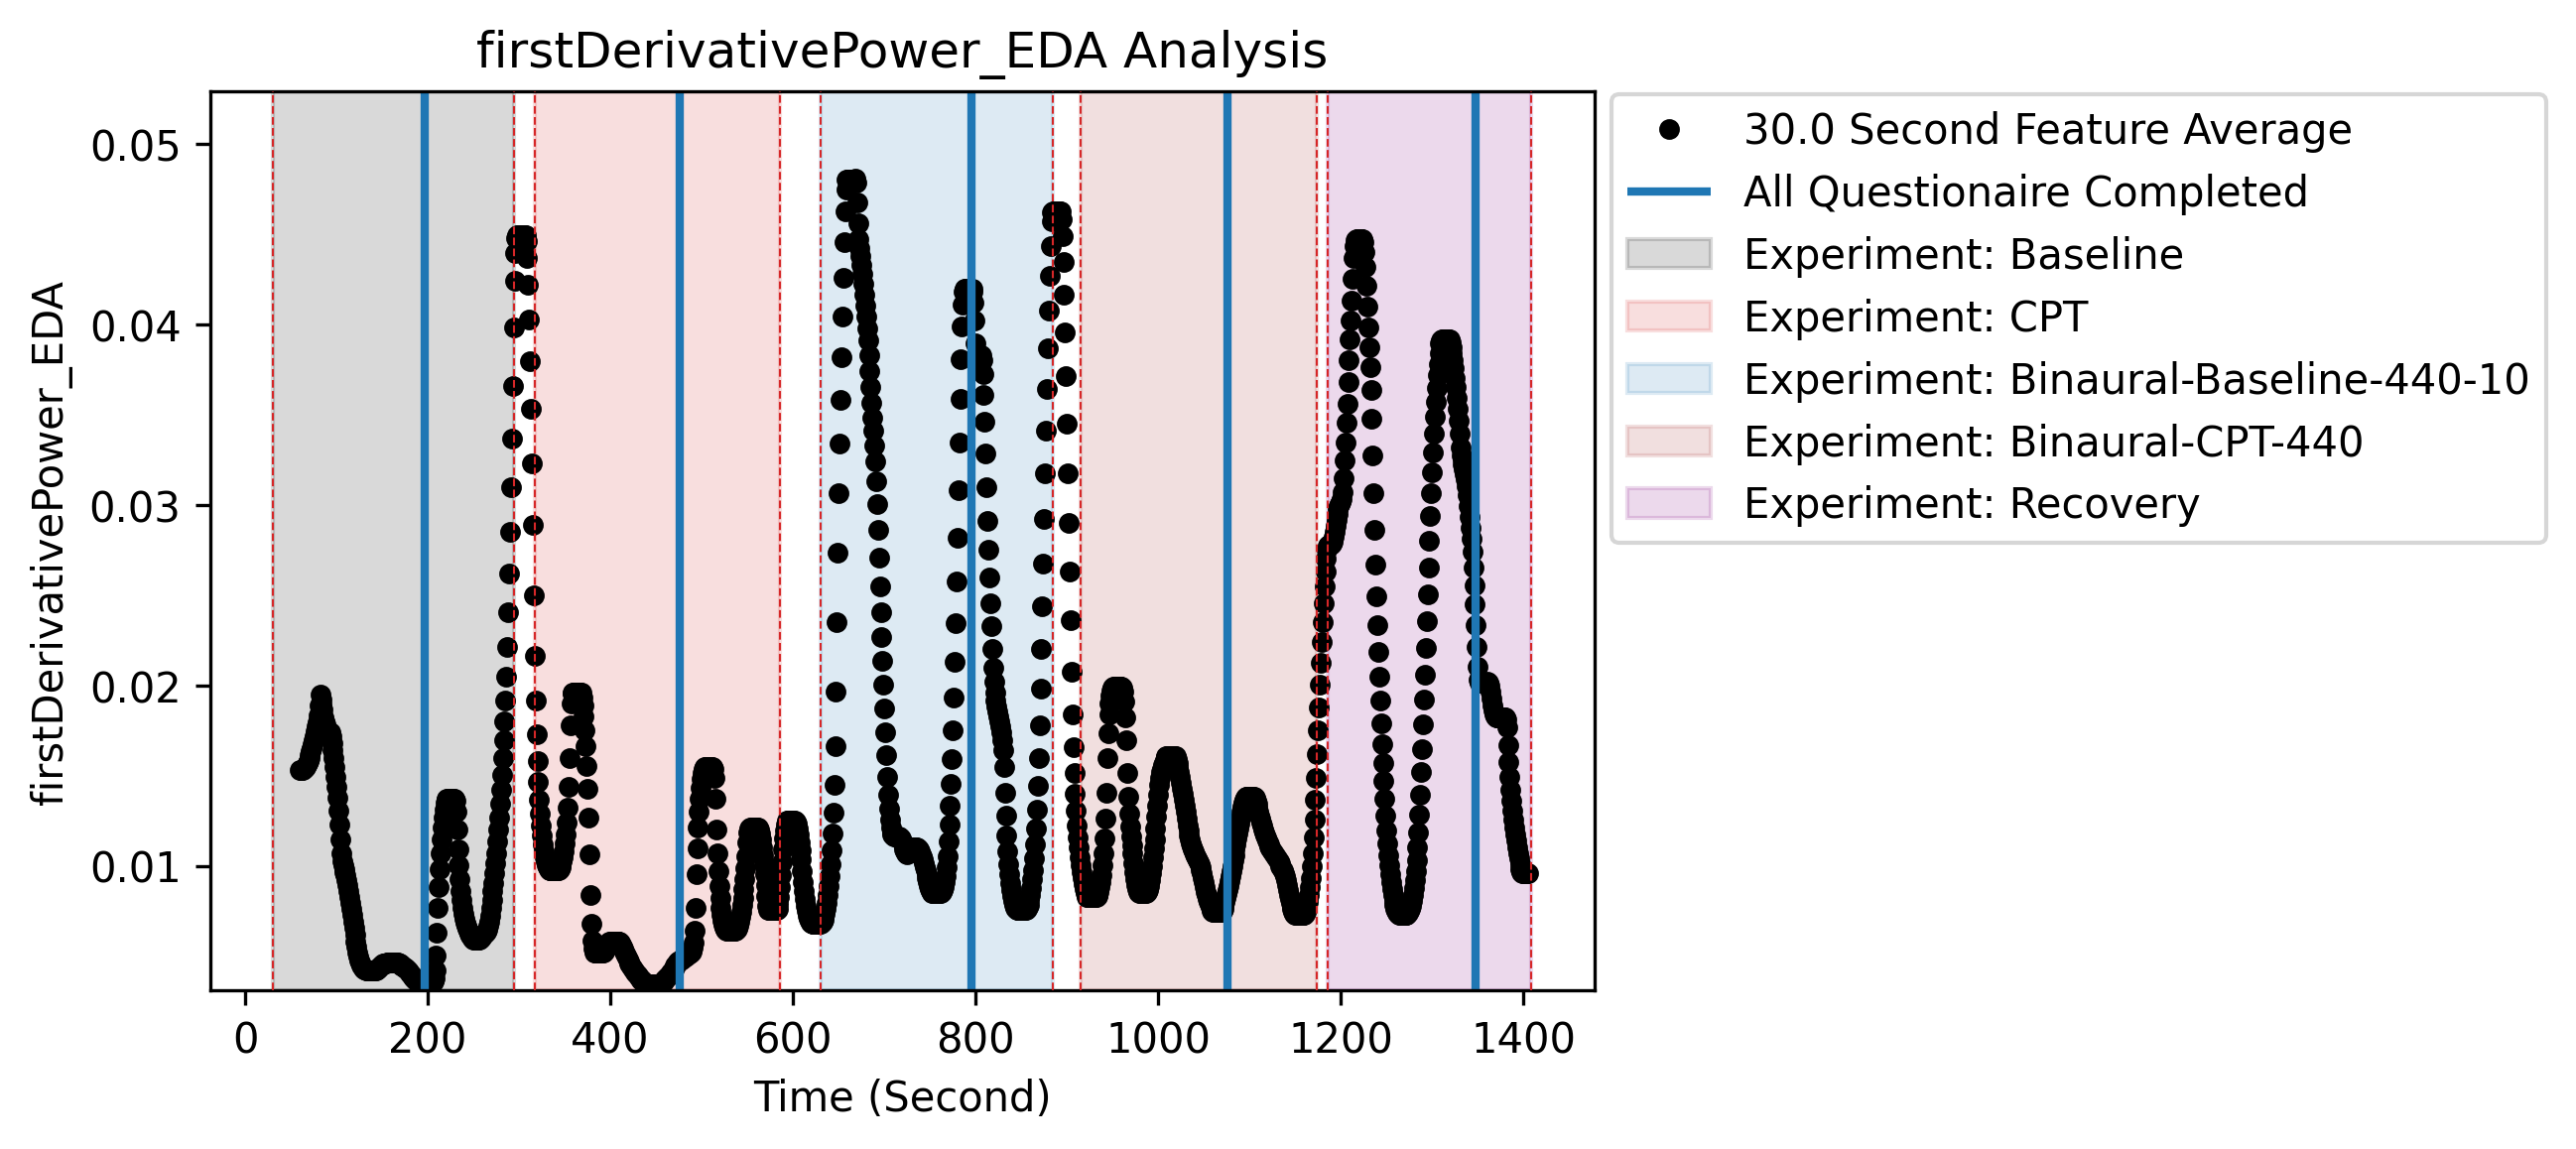 firstDerivativePower_EDA Analysis
firstDerivativePower_EDA
0.05
0.04
0.03
0.02
0.01
0 200 400 600 800 1000 1200 1400
Time (Second)
30.0 Second Feature Average
All Questionaire Completed
Experiment: Baseline
Experiment: CPT
Experiment: Binaural-Baseline-440-10
Experiment: Binaural-CPT-440
Experiment: Recovery